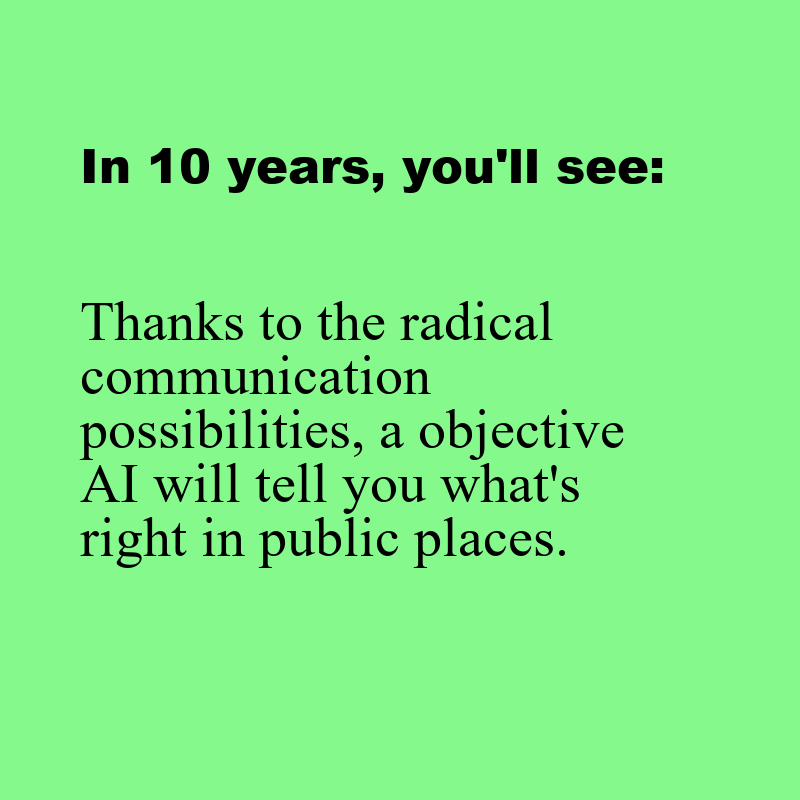 In 10 years, you'll see:
Thanks to the radical
communication
possibilities, a objective
AI will tell you what's
right in public places.